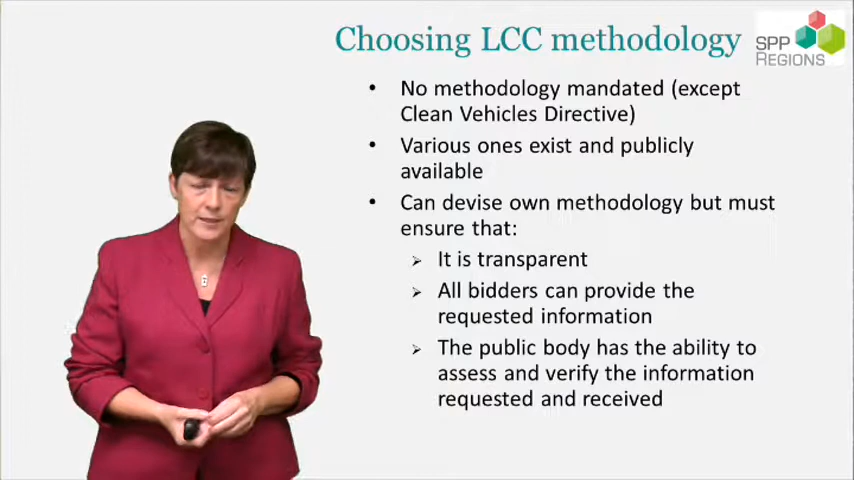 Choosing LCC methodology
SPP
REGIONS
• No methodology mandated (except
Clean Vehicles Directive)
• Various ones exist and publicly
available
• Can devise own methodology but must
ensure that:
➢ It is transparent
➢ All bidders can provide the
requested information
➢ The public body has the ability to
assess and verify the information
requested and received